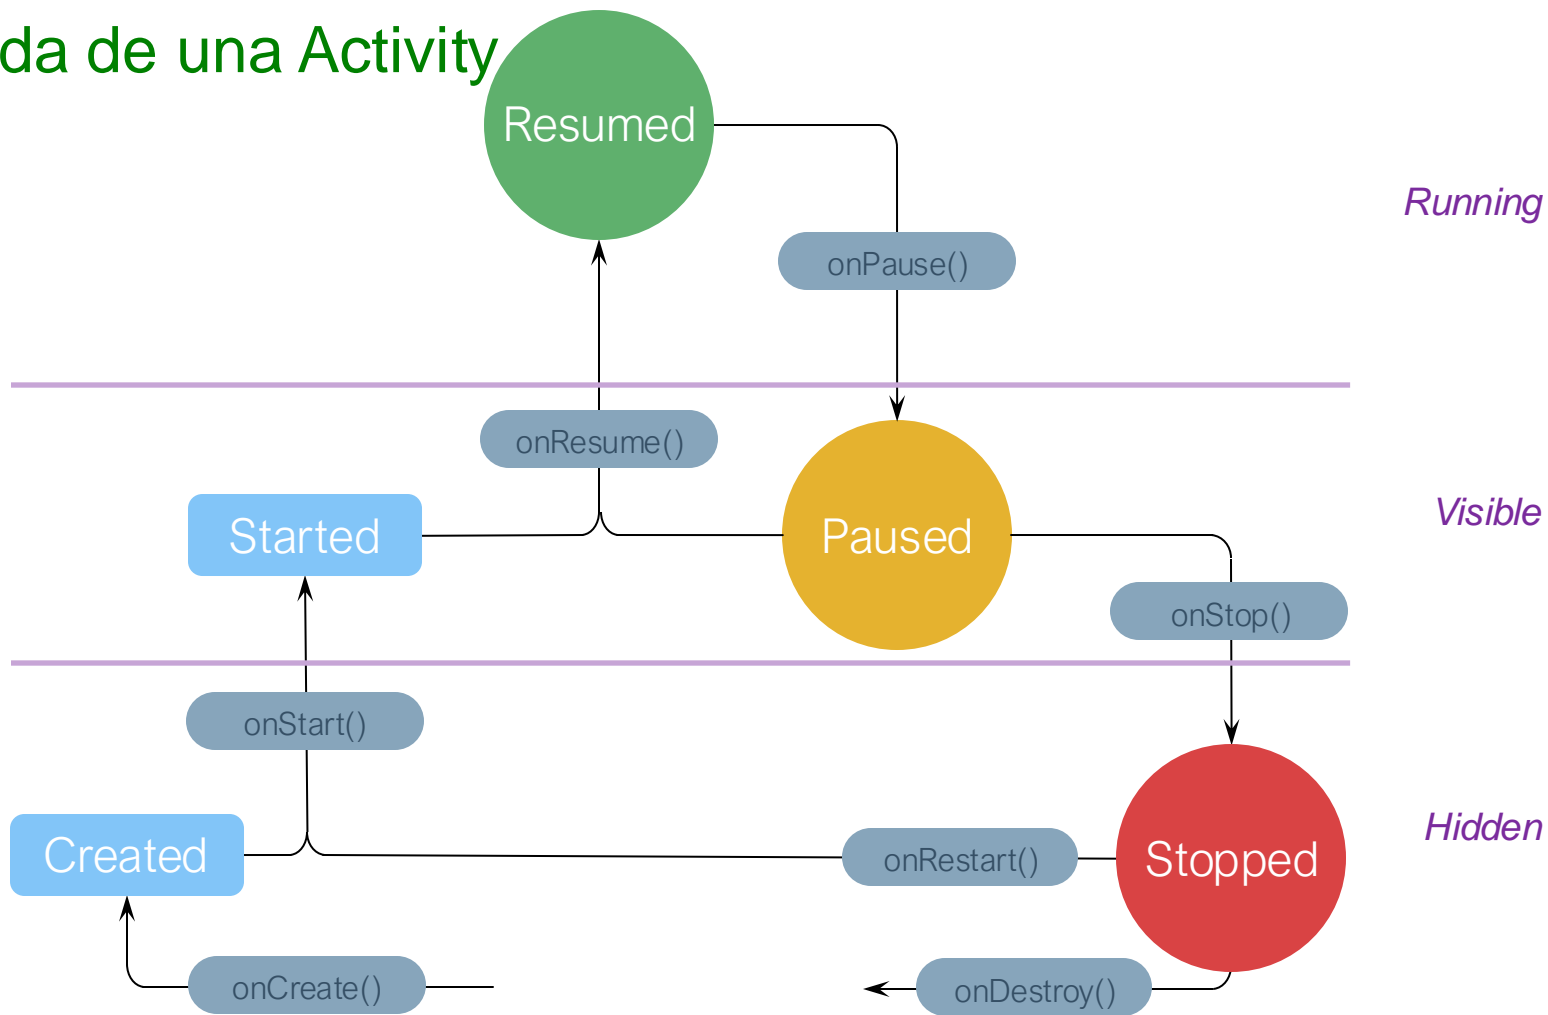 da de una Activity
Resumed
Running
onPause()
onResume()
Started
Paused
Visible
onStop()
onStart()
Created
onRestart()
Stopped
Hidden
onCreate()
onDestroy()